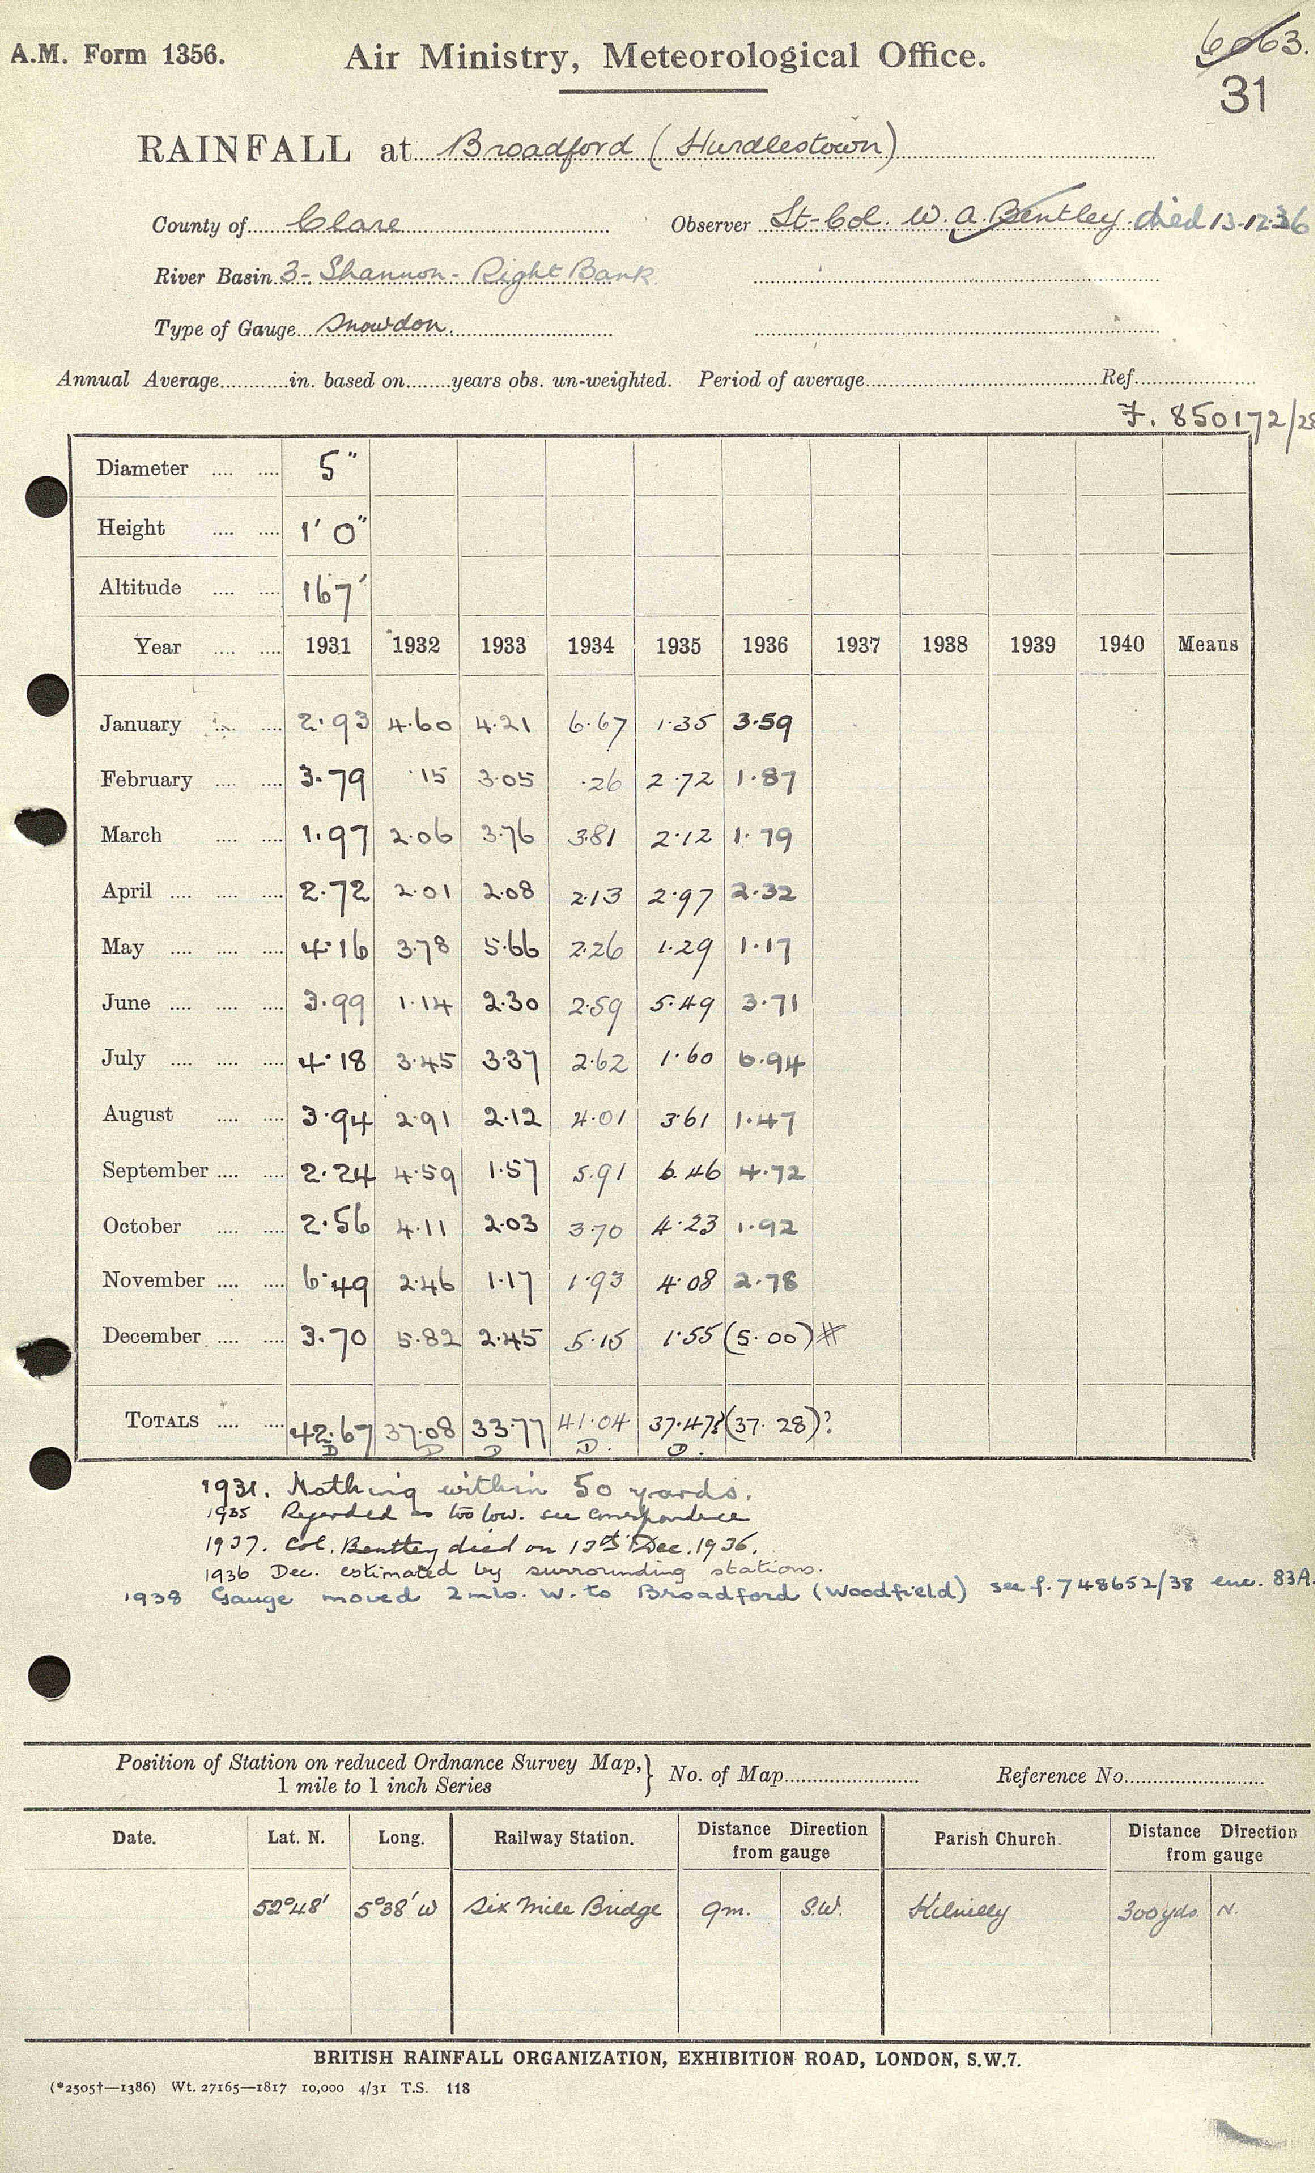 A.M. Form 1356. Air Ministry, Meteorological Office. 6063.
31
RAINFALL at Broadford (Hurdlestown)
County of Clare Observer Lt-Col. W. A. Bentley. died 13.12.36
River Basin 3 - Shannon - Right Bank
Type of Gauge Snowdon.
Annual Average in. based on years obs. un-weighted. Period of average Ref.
F. 850172/28
Diameter 5"
Height 1' 0"
Altitude 167'
Year 1931 1932 1933 1934 1935 1936 1937 1938 1939 1940 Means
January 2.93 4.60 4.21 6.67 1.35 3.59
February 3.79 .15 3.05 .26 2.72 1.87
March 1.97 2.06 3.76 3.81 2.12 1.79
April 2.72 2.01 2.08 2.13 2.97 2.32
May 4.16 3.78 5.66 2.26 1.29 1.17
June 3.99 1.14 2.30 2.59 5.49 3.71
July 4.18 3.45 3.37 2.62 1.60 6.94
August 3.94 2.91 2.12 4.01 3.61 1.47
September 2.24 4.59 1.57 5.91 6.46 4.72
October 2.56 4.11 2.03 3.70 4.23 1.92
November 6.49 2.46 1.17 1.93 4.08 2.78
December 3.70 5.82 2.45 5.15 1.55 (5.00) #
TOTALS 42.67 37.08 33.77 41.04 37.47? (37.28)?
D D D D. D.
1931. Nothing within 50 yards.
1935 Regarded as too low. see correspondence
1937. Col. Bentley died on 13th Dec. 1936.
1936 Dec. estimated by surrounding stations.
1938 Gauge moved 2 mls. W. to Broadford (Woodfield) see f. 748652/38 enc. 83A.
Position of Station on reduced Ordnance Survey Map, } No. of Map Reference No.
1 mile to 1 inch Series
Date. Lat. N. Long. Railway Station. Distance Direction from gauge Parish Church. Distance Direction from gauge
52°48' 5°38' W Six Mile Bridge 9m. S.W. 300 yds. N.
BRITISH RAINFALL ORGANIZATION, EXHIBITION ROAD, LONDON, S.W.7.
(*2505†—1386) Wt. 27165—1817 10,000 4/31 T.S. 118